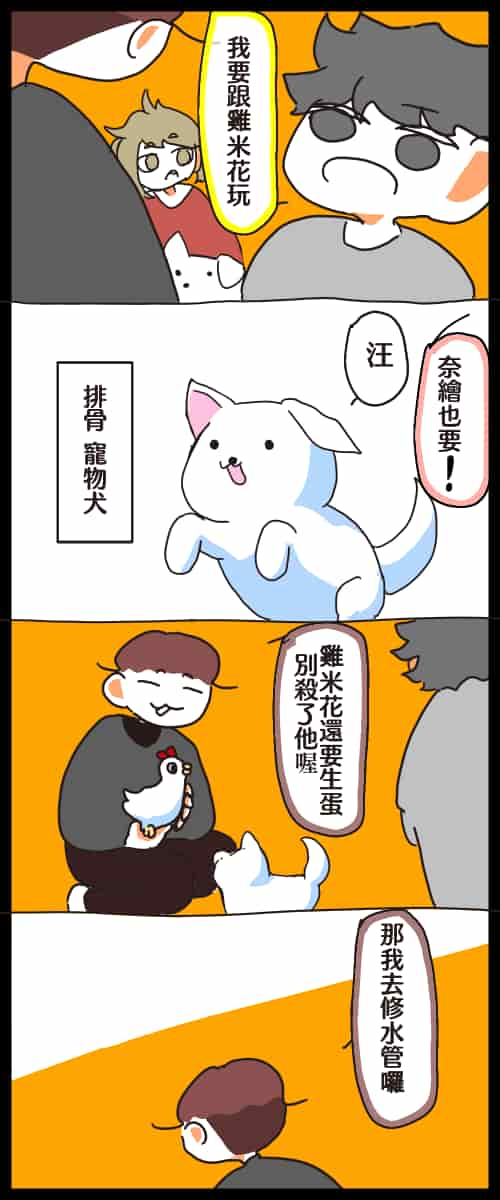 我要跟雞米花玩
奈繪也要！
汪
排骨 寵物犬
雞米花還要生蛋
別殺了他喔
那我去修水管囉